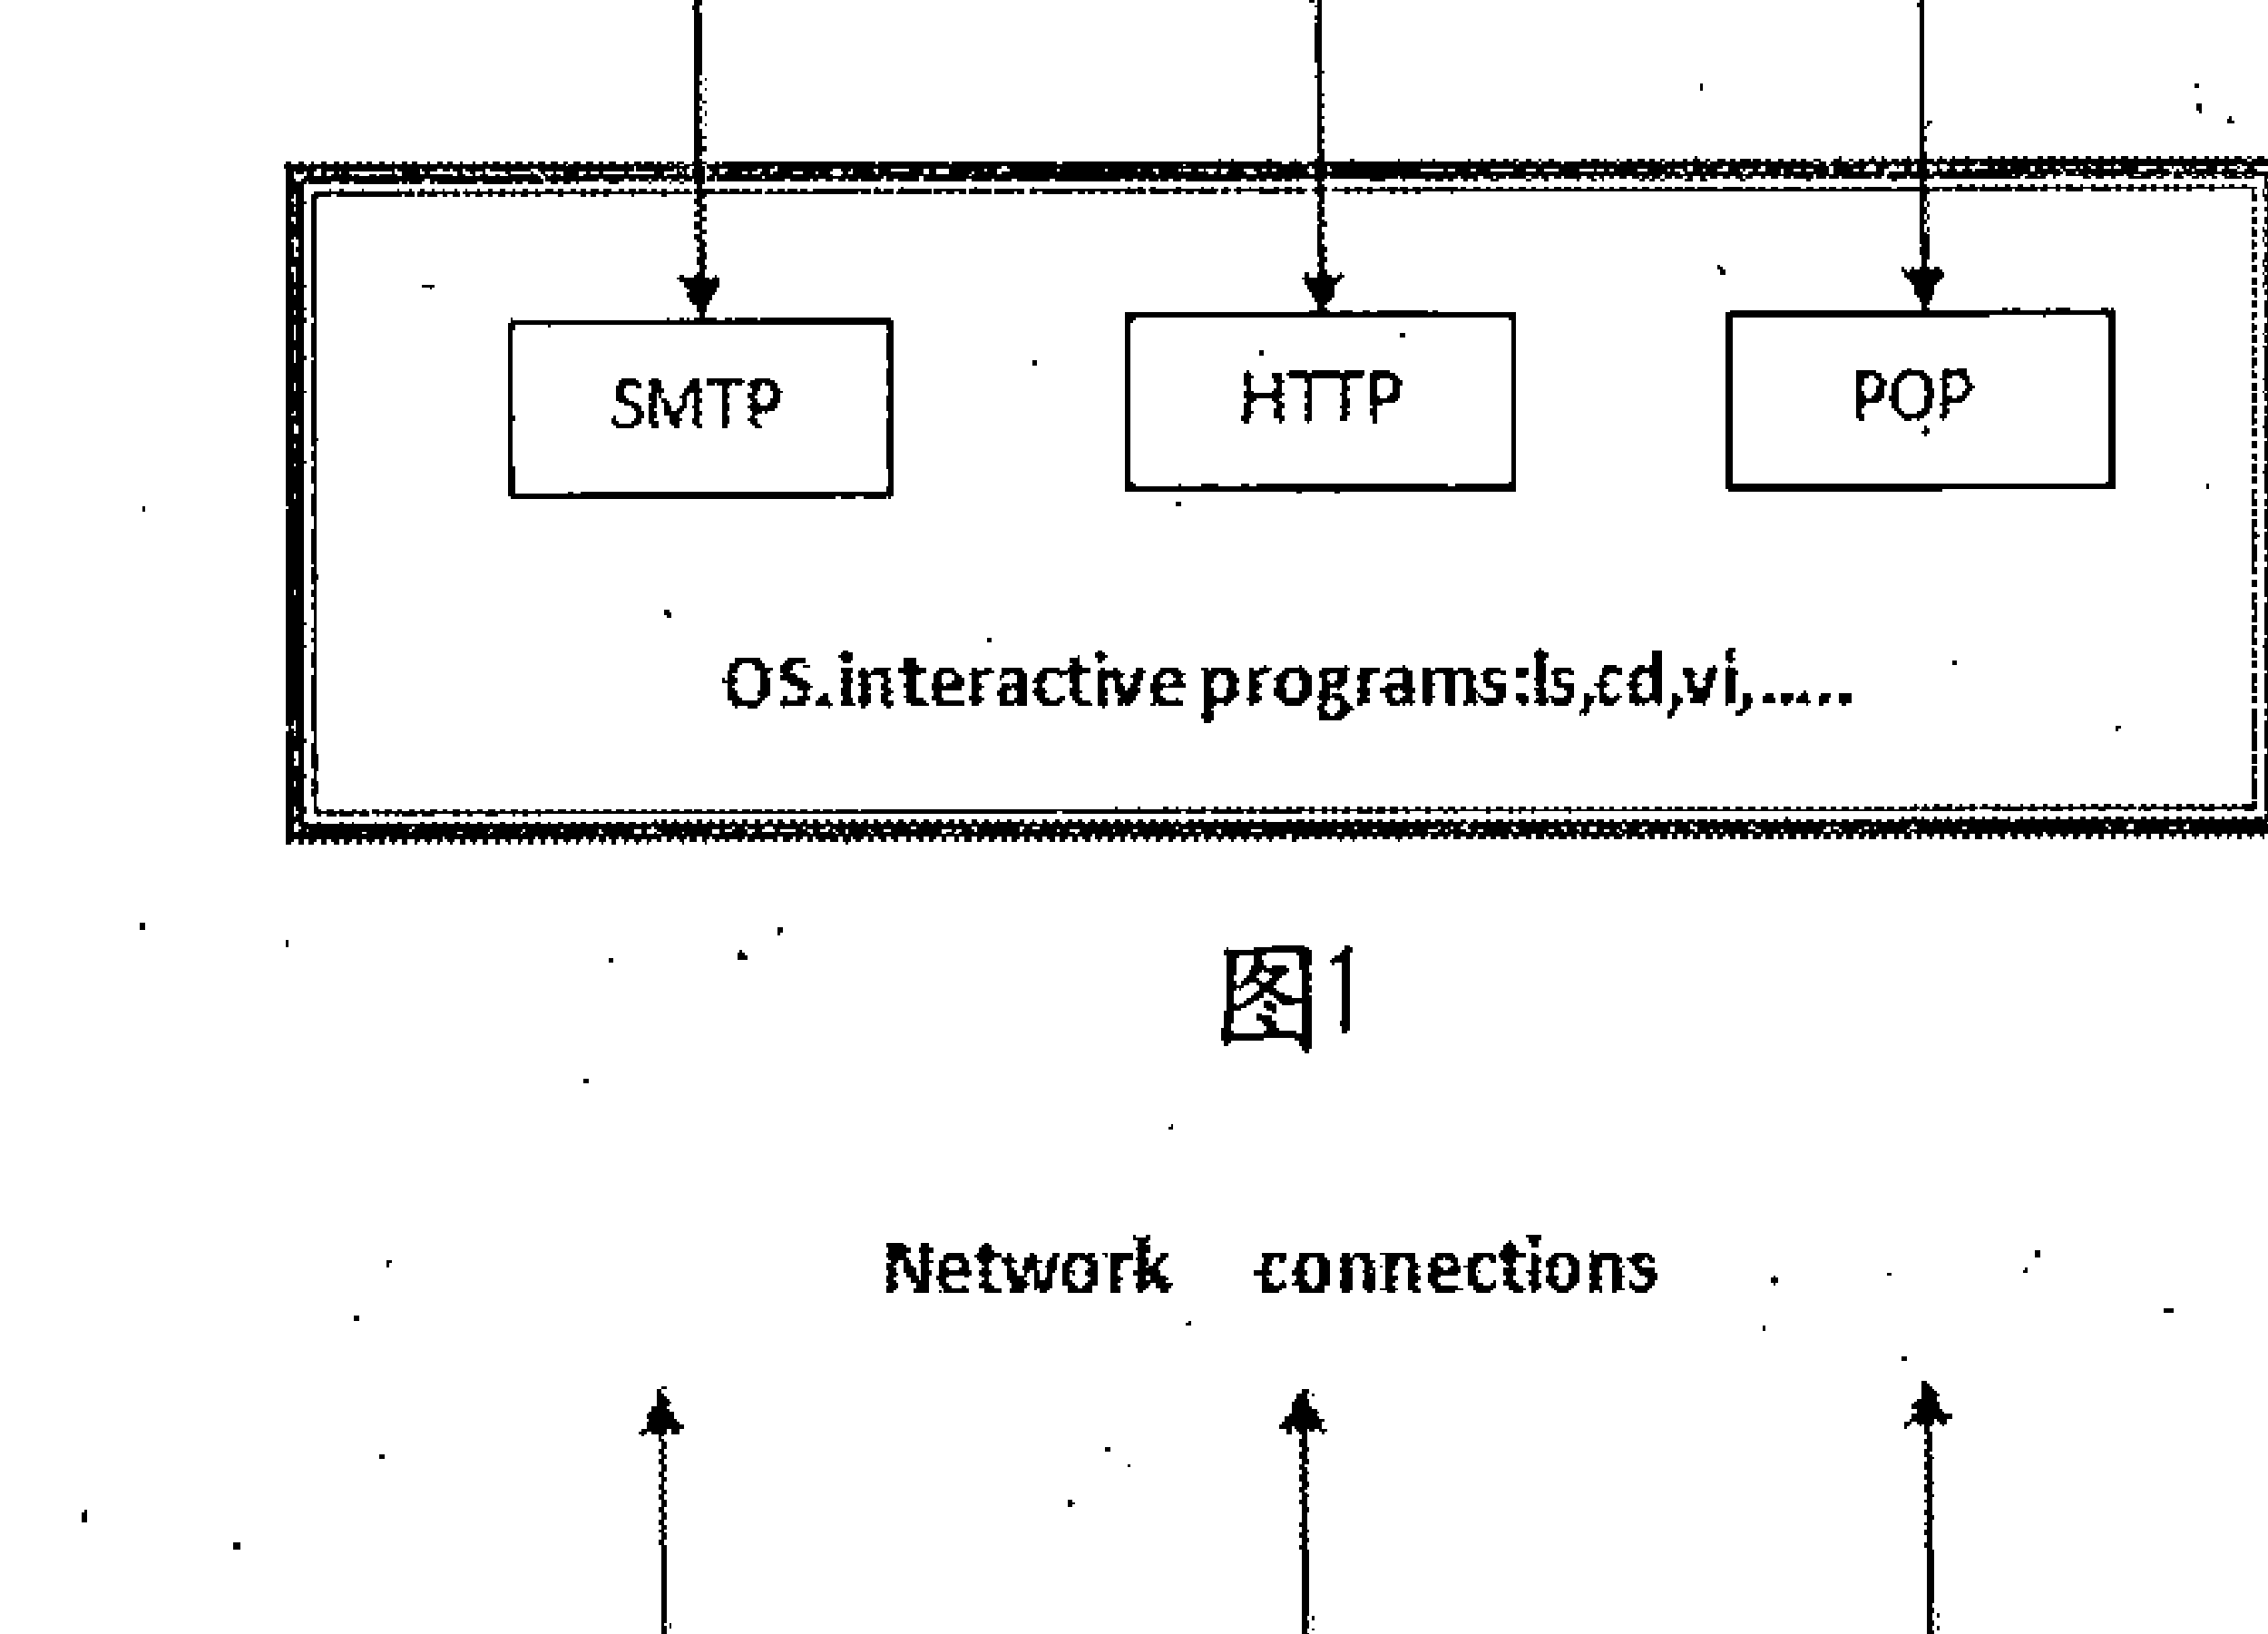 SMTP HTTP POP
OS.interactive programs:ls,cd,vi,.....
图1
Network connections